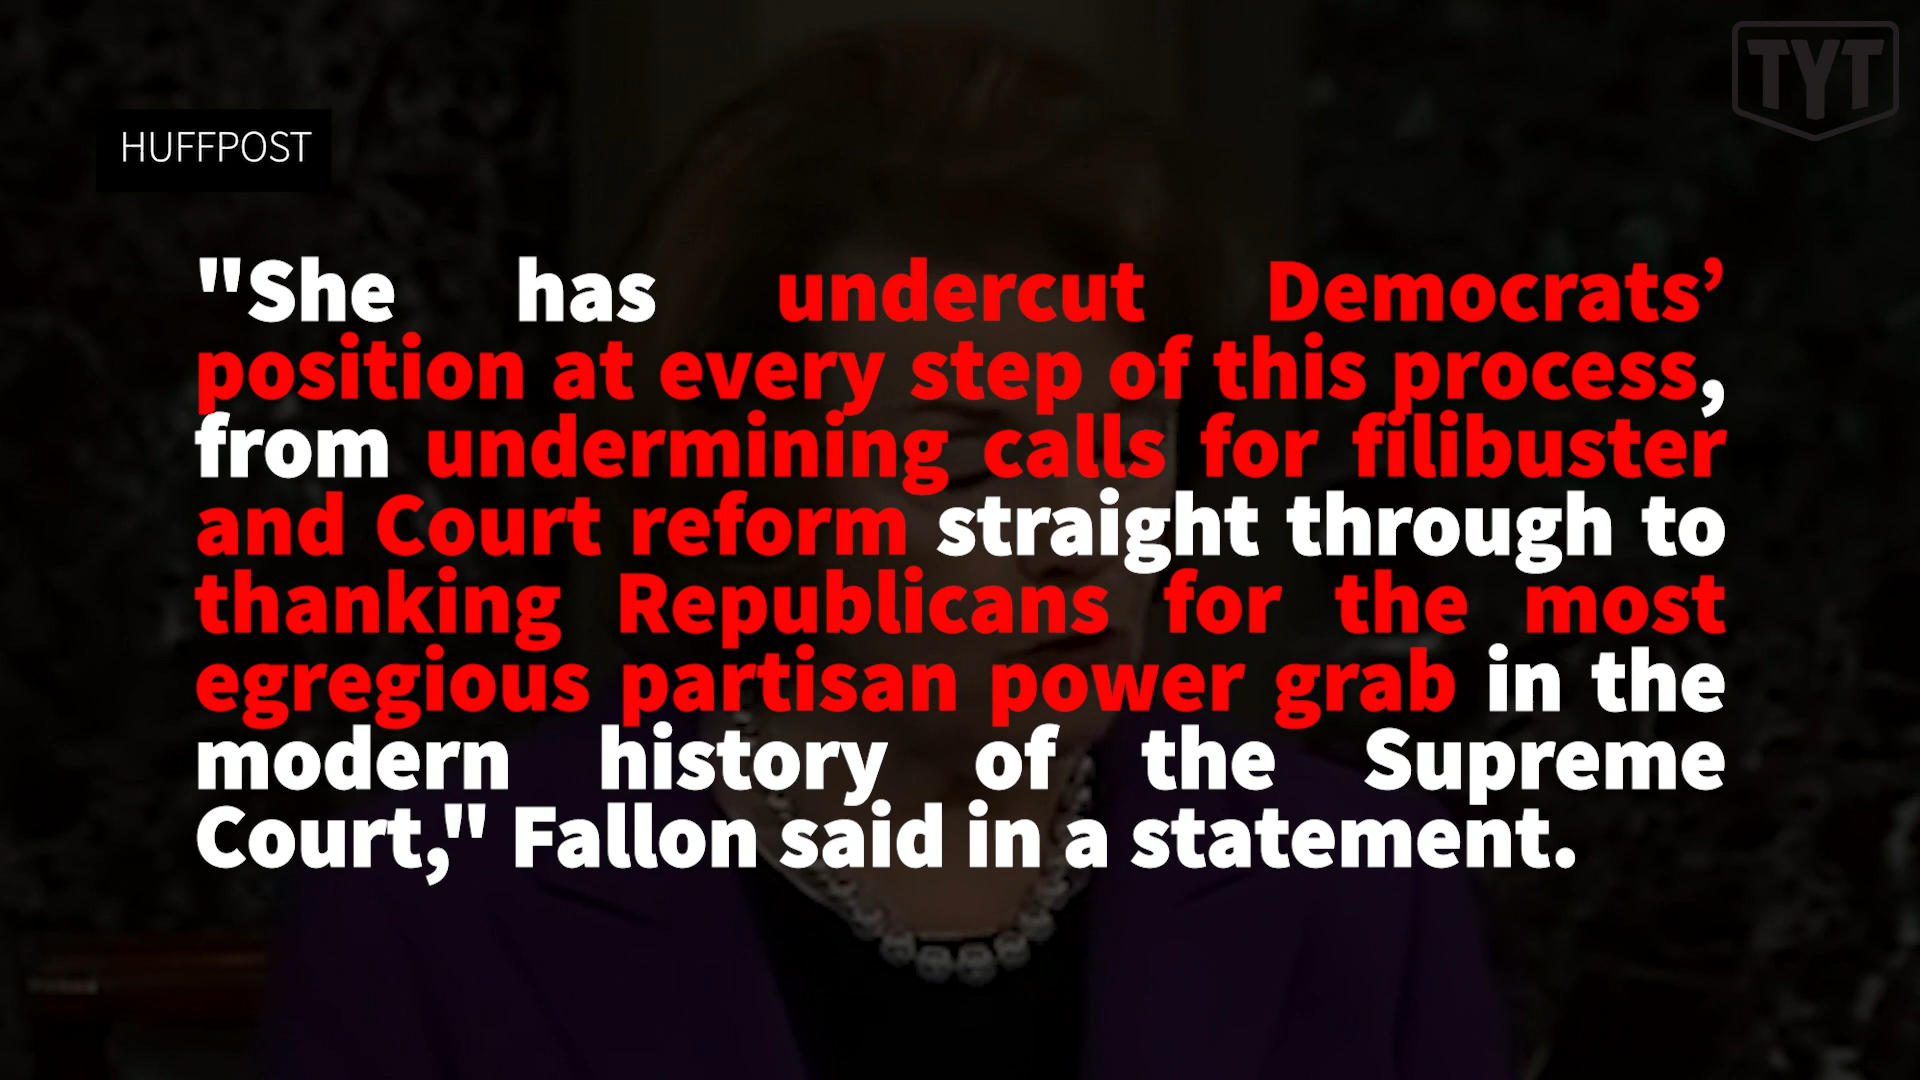 TYT
HUFFPOST
"She has undercut Democrats’
position at every step of this process,
from undermining calls for filibuster
and Court reform straight through to
thanking Republicans for the most
egregious partisan power grab in the
modern history of the Supreme
Court," Fallon said in a statement.